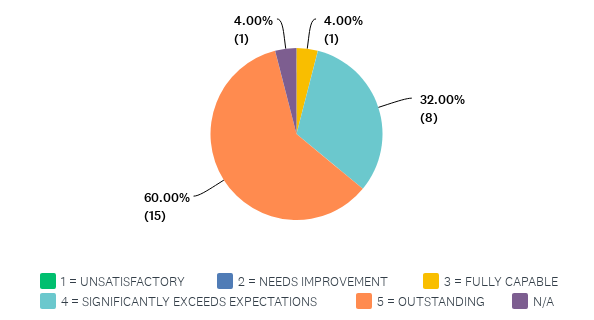 4.00%
(1)
4.00%
(1)
32.00%
(8)
60.00%
(15)
1 = UNSATISFACTORY
2 = NEEDS IMPROVEMENT
3 = FULLY CAPABLE
4 = SIGNIFICANTLY EXCEEDS EXPECTATIONS
5 = OUTSTANDING
N/A